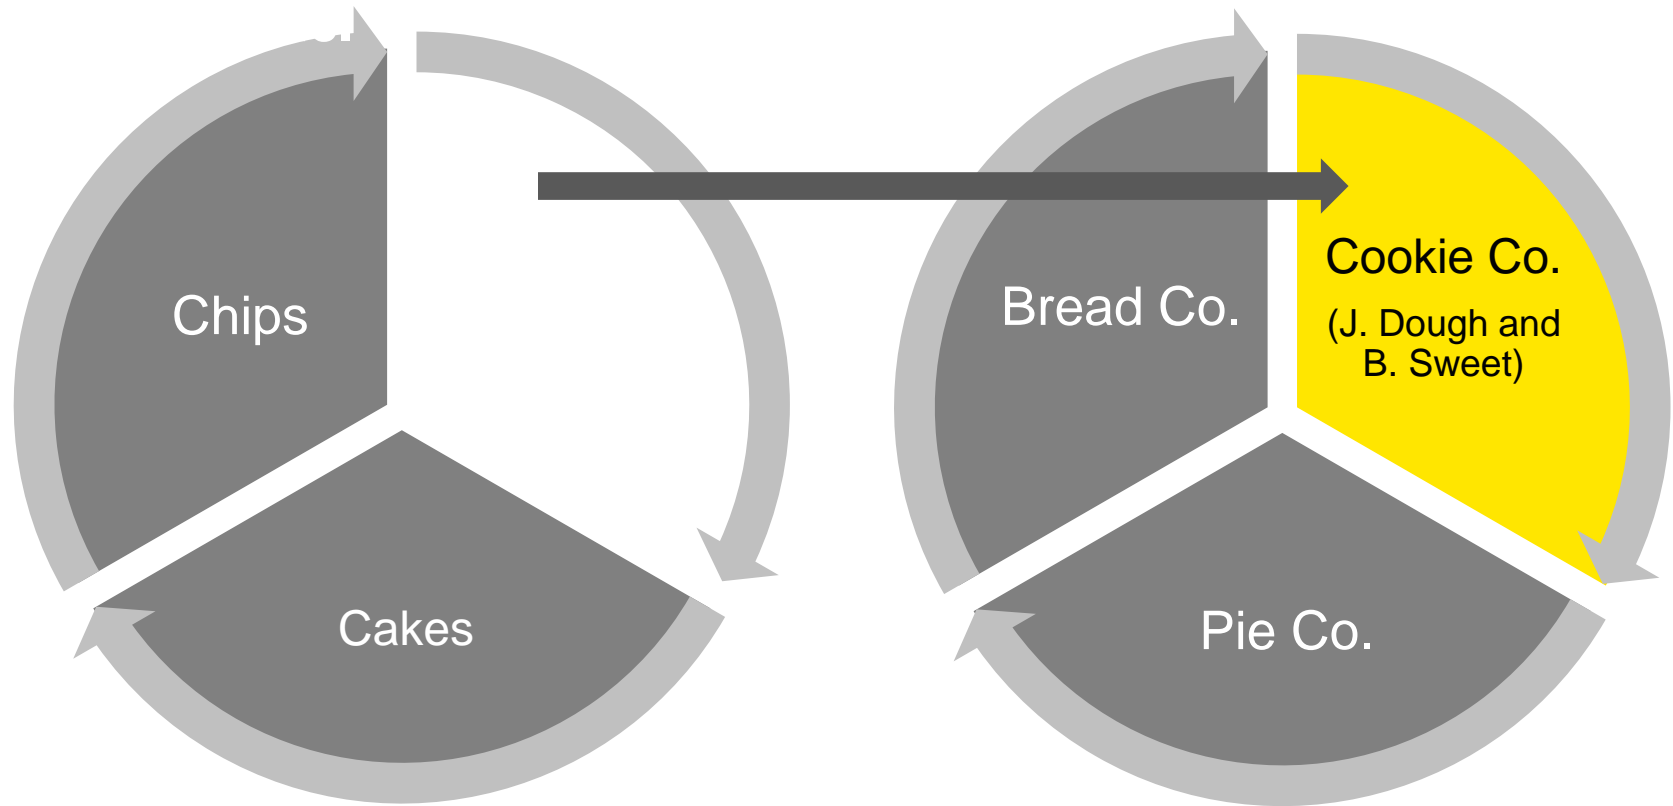 Chips
Cakes
Bread Co.
Cookie Co.
(J. Dough and
B. Sweet)
Pie Co.